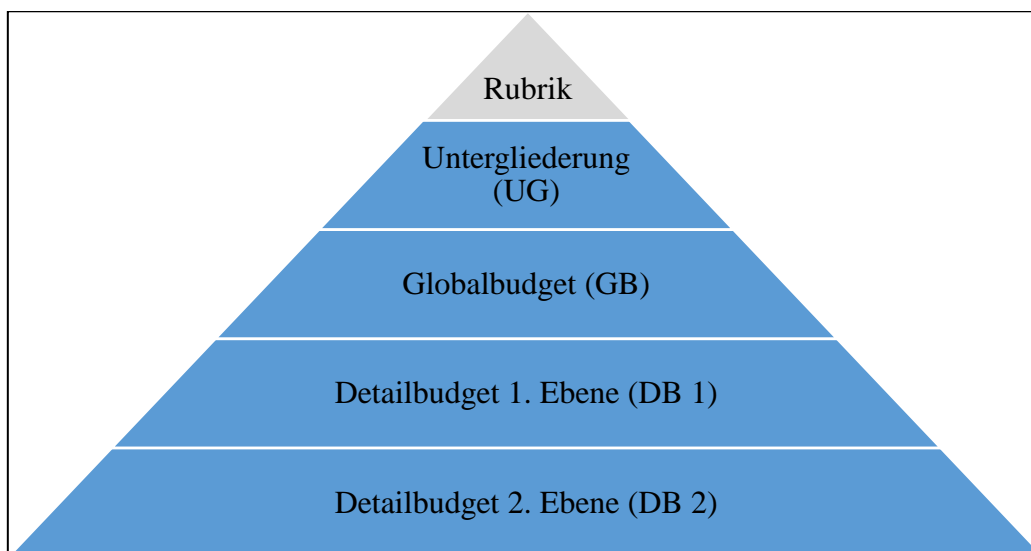 Rubrik
Untergliederung
(UG)
Globalbudget (GB)
Detailbudget 1. Ebene (DB 1)
Detailbudget 2. Ebene (DB 2)